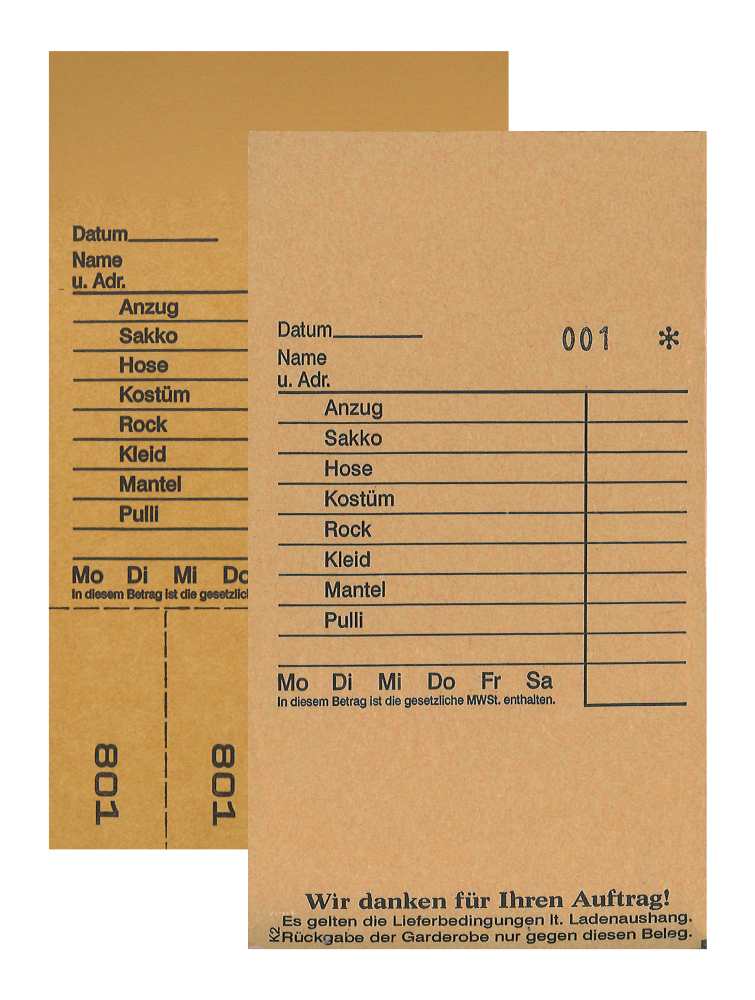 Datum
Name
u. Adr.
Anzug
Sakko
Hose
Kostüm
Rock
Kleid
Mantel
Pulli
Mo Di Mi Do
In diesem Betrag ist die gesetzlich
801
801
Datum 001 *
Name
u. Adr.
Anzug
Sakko
Hose
Kostüm
Rock
Kleid
Mantel
Pulli
Mo Di Mi Do Fr Sa
In diesem Betrag ist die gesetzliche MWSt. enthalten.
Wir danken für Ihren Auftrag!
Es gelten die Lieferbedingungen lt. Ladenaushang.
K2
Rückgabe der Garderobe nur gegen diesen Beleg.